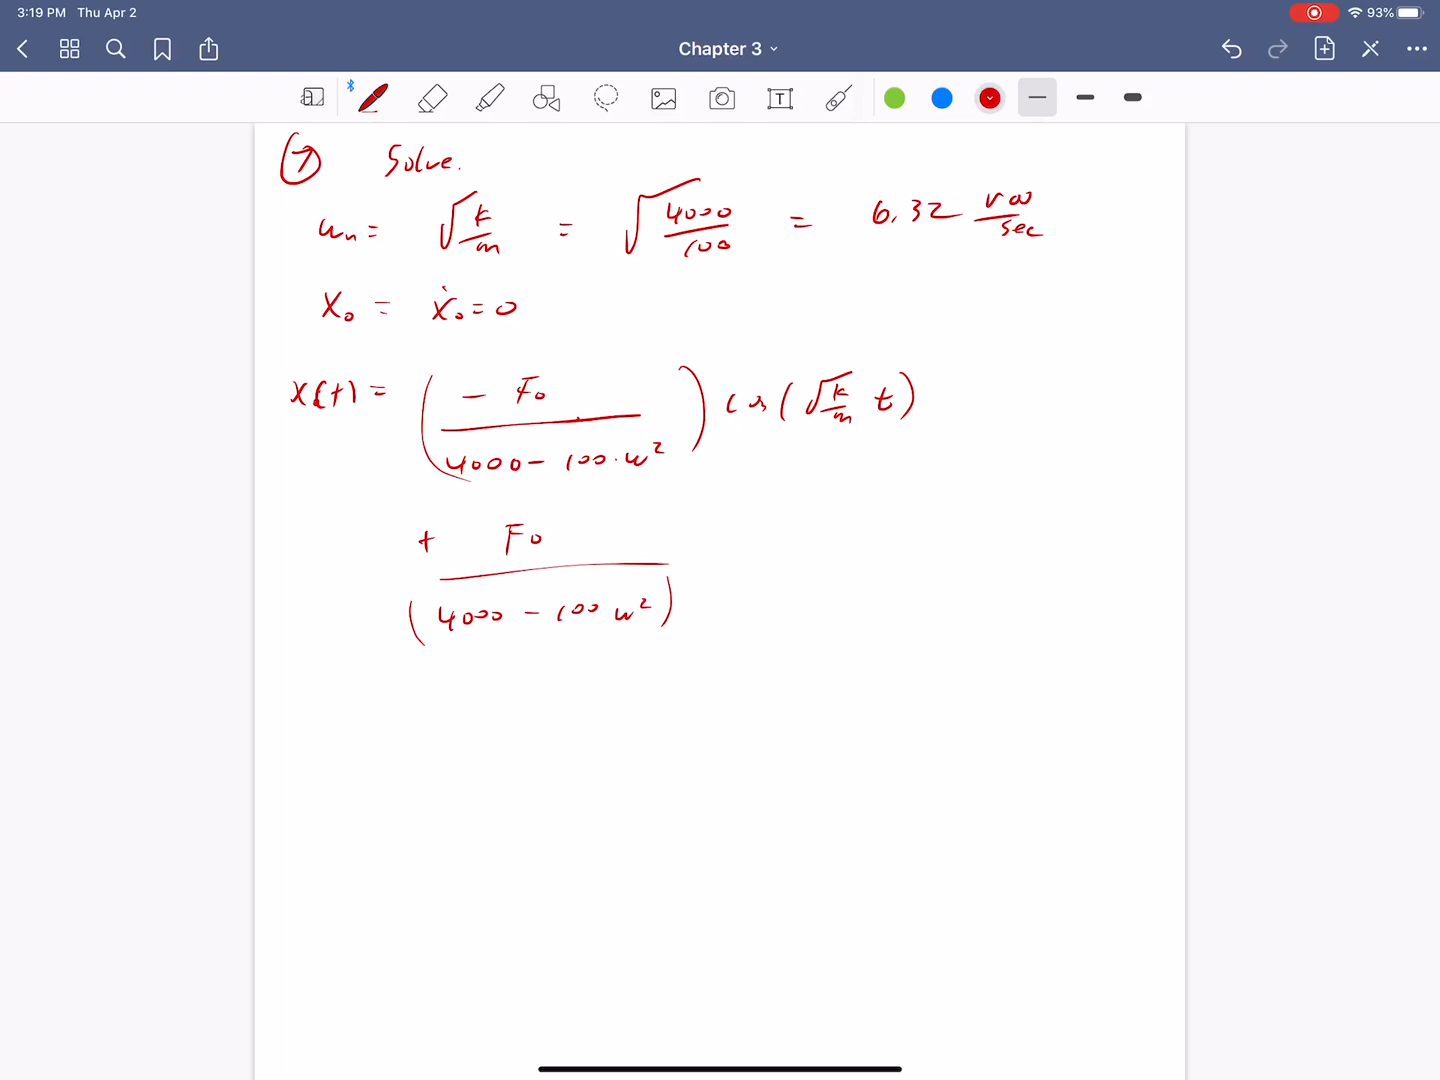 3:19 PM Thu Apr 2
93%
Chapter 3
T
⑦ Solve.
ωn = √(k/m) = √(4000/100) = 6.32 rad/sec
X₀ = ẋ₀ = 0
x(t) = (-F₀ / (4000 - 100·ω²)) cos(√(k/m) t)
+ F₀ / (4000 - 100 ω²)